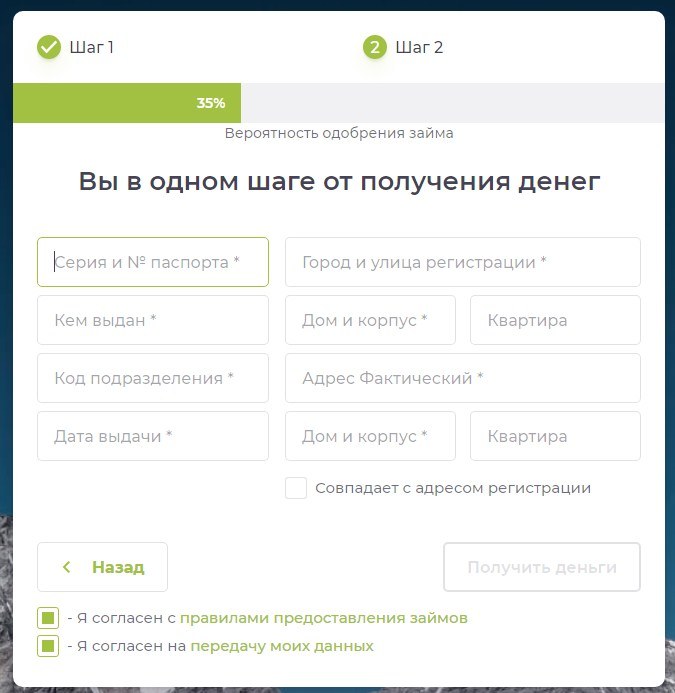 Шаг 1
2 Шаг 2
35%
Вероятность одобрения займа
Вы в одном шаге от получения денег
Серия и № паспорта *
Город и улица регистрации *
Кем выдан *
Дом и корпус *
Квартира
Код подразделения *
Адрес Фактический *
Дата выдачи *
Дом и корпус *
Квартира
Совпадает с адресом регистрации
Назад
Получить деньги
- Я согласен с правилами предоставления займов
- Я согласен на передачу моих данных